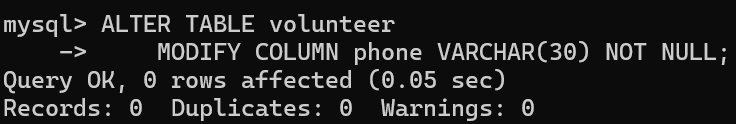 mysql> ALTER TABLE volunteer
    ->     MODIFY COLUMN phone VARCHAR(30) NOT NULL;
Query OK, 0 rows affected (0.05 sec)
Records: 0  Duplicates: 0  Warnings: 0